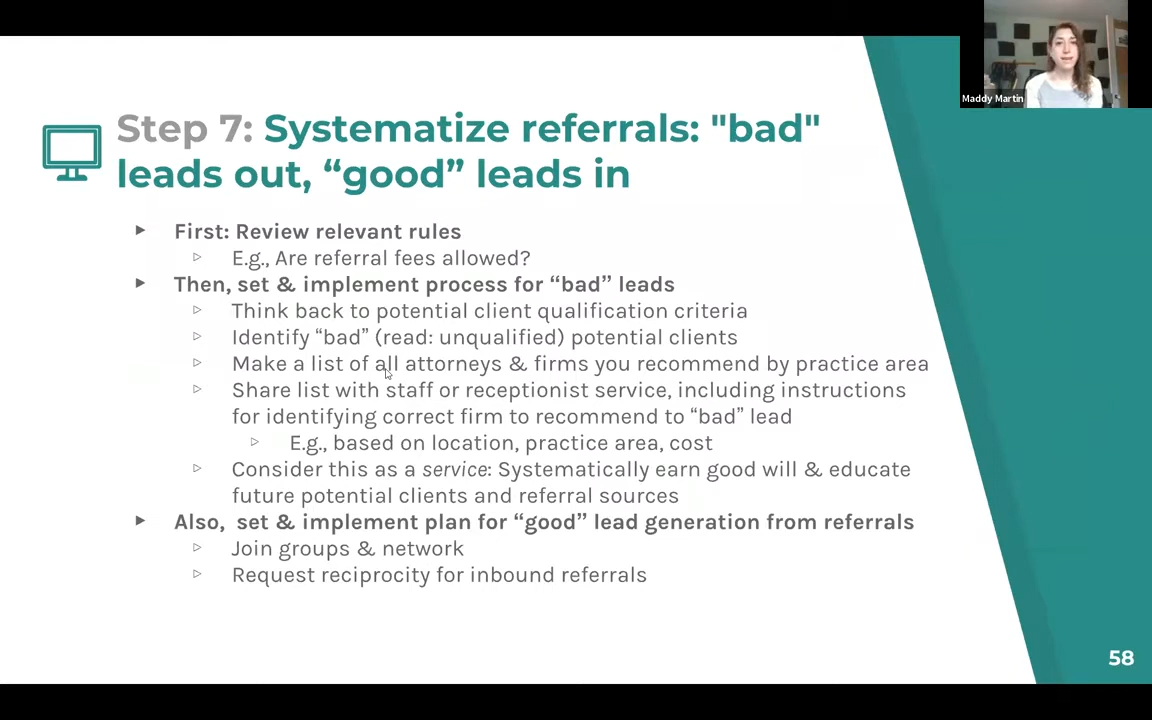 Maddy Martin
Step 7: Systematize referrals: "bad"
leads out, “good” leads in
First: Review relevant rules
E.g., Are referral fees allowed?
Then, set & implement process for “bad” leads
Think back to potential client qualification criteria
Identify “bad” (read: unqualified) potential clients
Make a list of all attorneys & firms you recommend by practice area
Share list with staff or receptionist service, including instructions
for identifying correct firm to recommend to “bad” lead
E.g., based on location, practice area, cost
Consider this as a service: Systematically earn good will & educate
future potential clients and referral sources
Also, set & implement plan for “good” lead generation from referrals
Join groups & network
Request reciprocity for inbound referrals
58